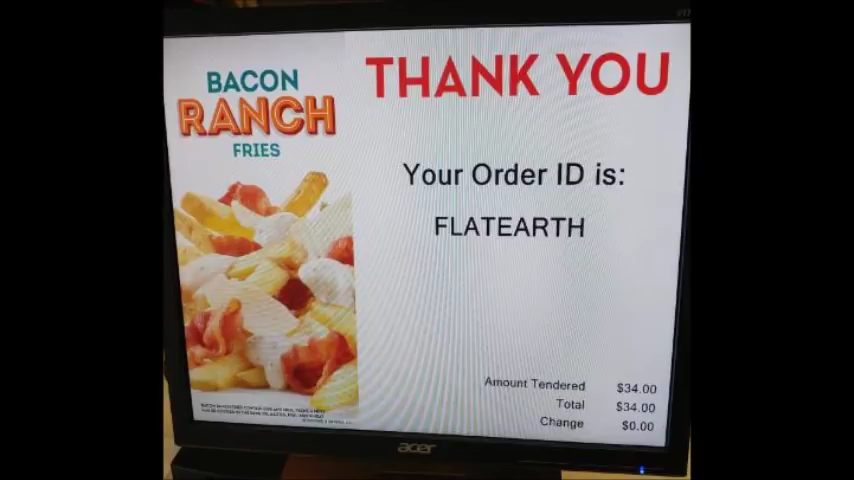 BACON
RANCH
FRIES
THANK YOU
Your Order ID is:
FLATEARTH
Amount Tendered $34.00
Total $34.00
Change $0.00
acer